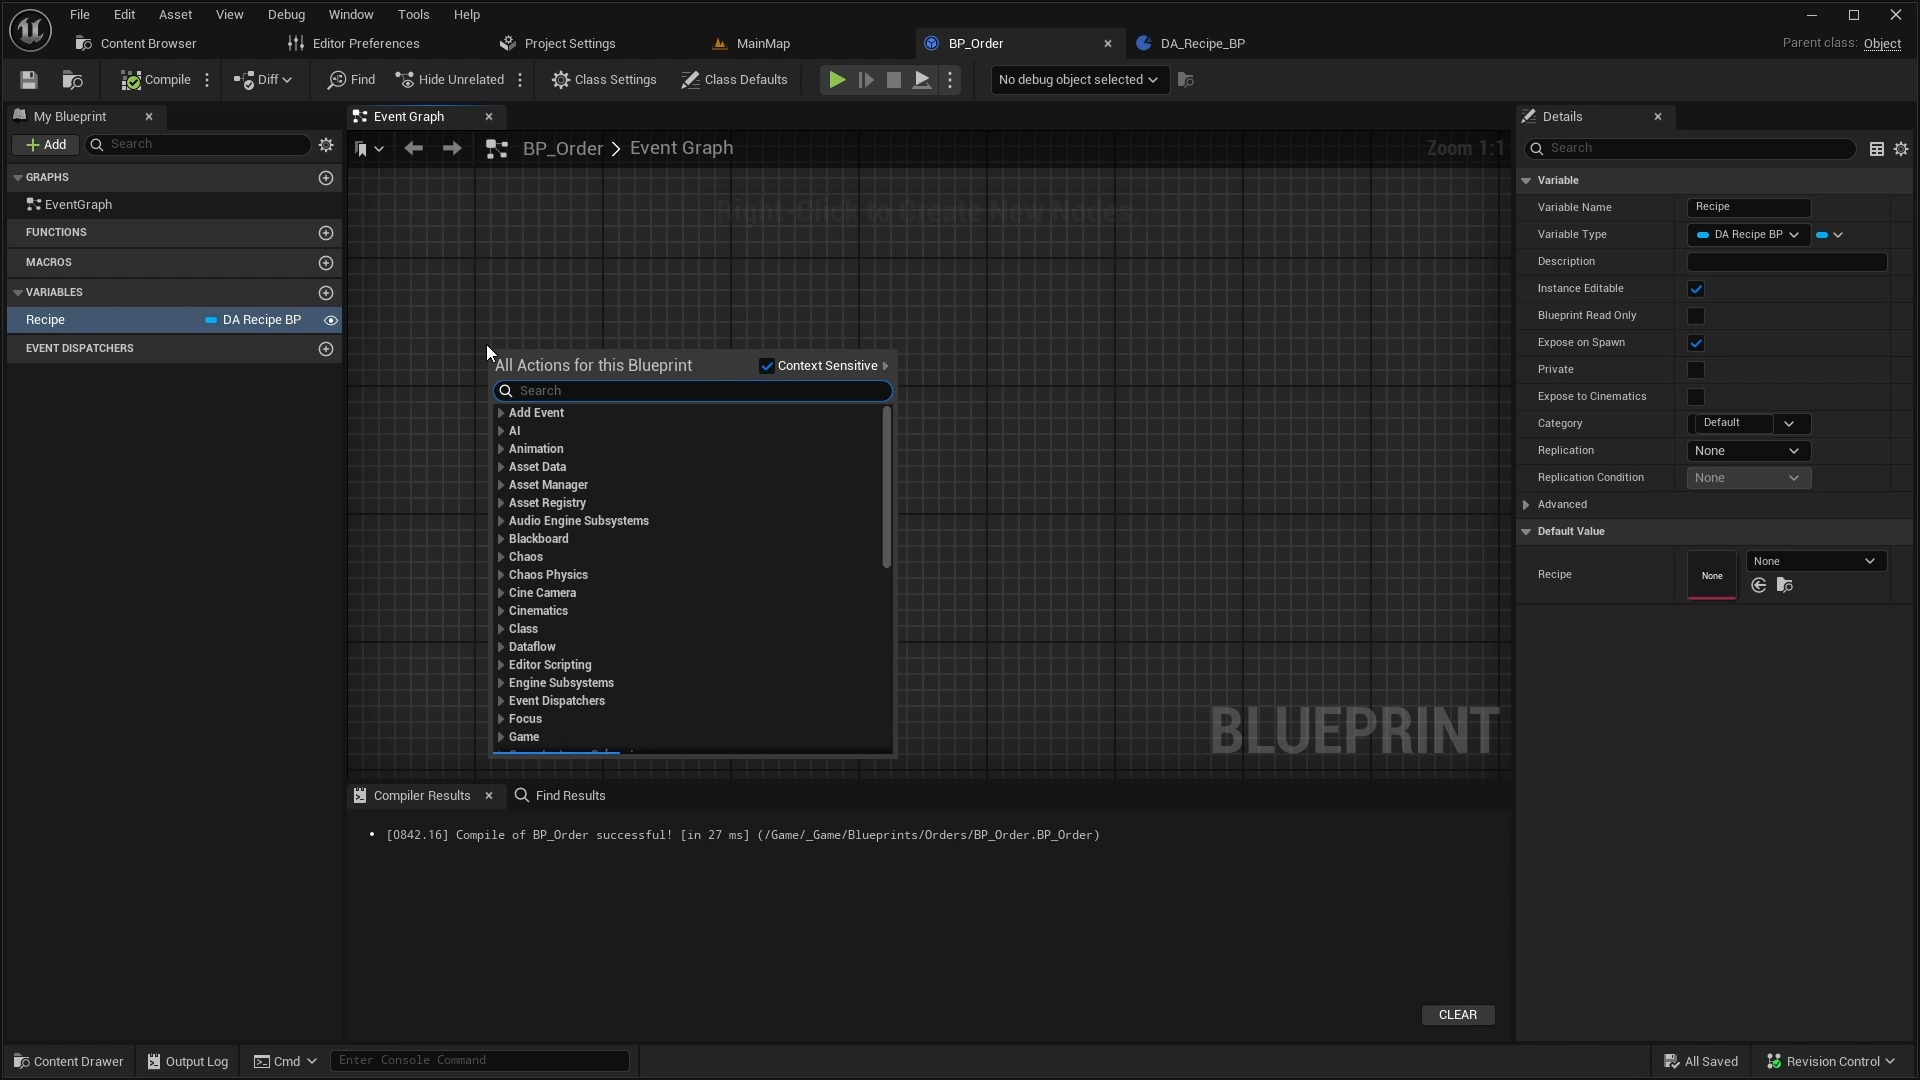 File Edit Asset View Debug Window Tools Help
Content Browser Editor Preferences Project Settings MainMap BP_Order DA_Recipe_BP Parent class: Object
Compile Diff Find Hide Unrelated Class Settings Class Defaults No debug object selected
My Blueprint
Add Search
GRAPHS
EventGraph
FUNCTIONS
MACROS
VARIABLES
Recipe DA Recipe BP
EVENT DISPATCHERS
Event Graph
BP_Order > Event Graph Zoom 1:1
Right-Click to Create New Nodes.
All Actions for this Blueprint Context Sensitive
Search
Add Event
AI
Animation
Asset Data
Asset Manager
Asset Registry
Audio Engine Subsystems
Blackboard
Chaos
Chaos Physics
Cine Camera
Cinematics
Class
Dataflow
Editor Scripting
Engine Subsystems
Event Dispatchers
Focus
Game
BLUEPRINT
Compiler Results Find Results
• [0842.16] Compile of BP_Order successful! [in 27 ms] (/Game/_Game/Blueprints/Orders/BP_Order.BP_Order)
CLEAR
Details
Search
Variable
Variable Name Recipe
Variable Type DA Recipe BP
Description
Instance Editable
Blueprint Read Only
Expose on Spawn
Private
Expose to Cinematics
Category Default
Replication None
Replication Condition None
Advanced
Default Value
Recipe None None
Content Drawer Output Log Cmd Enter Console Command All Saved Revision Control